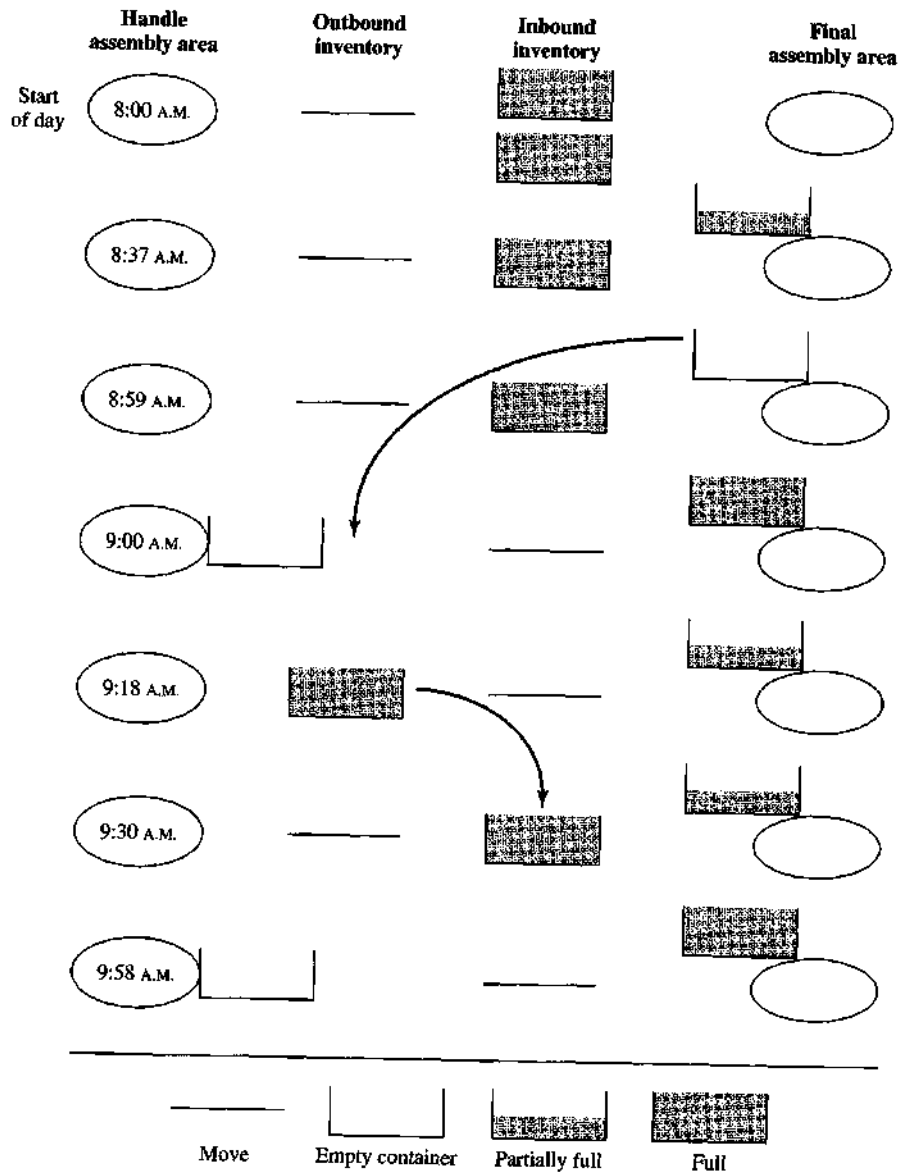 Handle
assembly area
Outbound
inventory
Inbound
inventory
Final
assembly area
Start
of day
8:00 A.M.
8:37 A.M.
8:59 A.M.
9:00 A.M.
9:18 A.M.
9:30 A.M.
9:58 A.M.
Move
Empty container
Partially full
Full